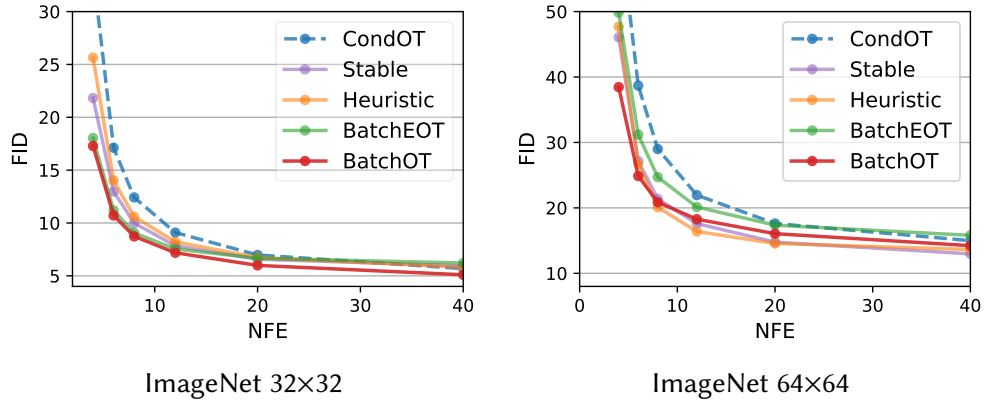 30
25
20
15
10
5
FID
10
20
30
40
NFE
CondOT
Stable
Heuristic
BatchEOT
BatchOT
ImageNet 32×32
50
40
30
20
10
FID
0
10
20
30
40
NFE
CondOT
Stable
Heuristic
BatchEOT
BatchOT
ImageNet 64×64